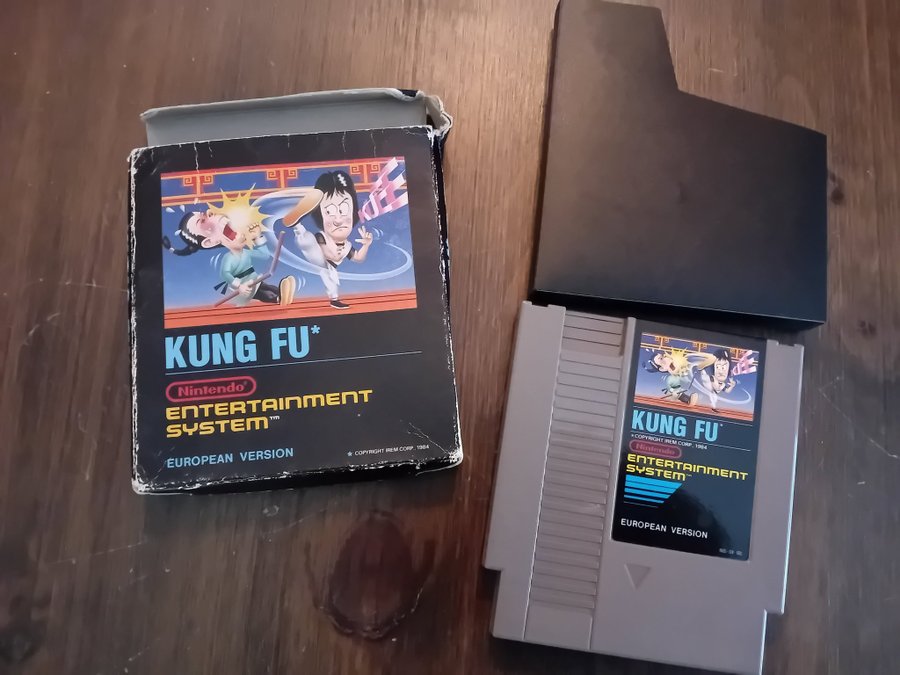 KUNG FU*
Nintendo®
ENTERTAINMENT
SYSTEM™
EUROPEAN VERSION
* COPYRIGHT IREM CORP. 1984
KUNG FU*
* COPYRIGHT IREM CORP. 1984
Nintendo
ENTERTAINMENT
SYSTEM™
EUROPEAN VERSION